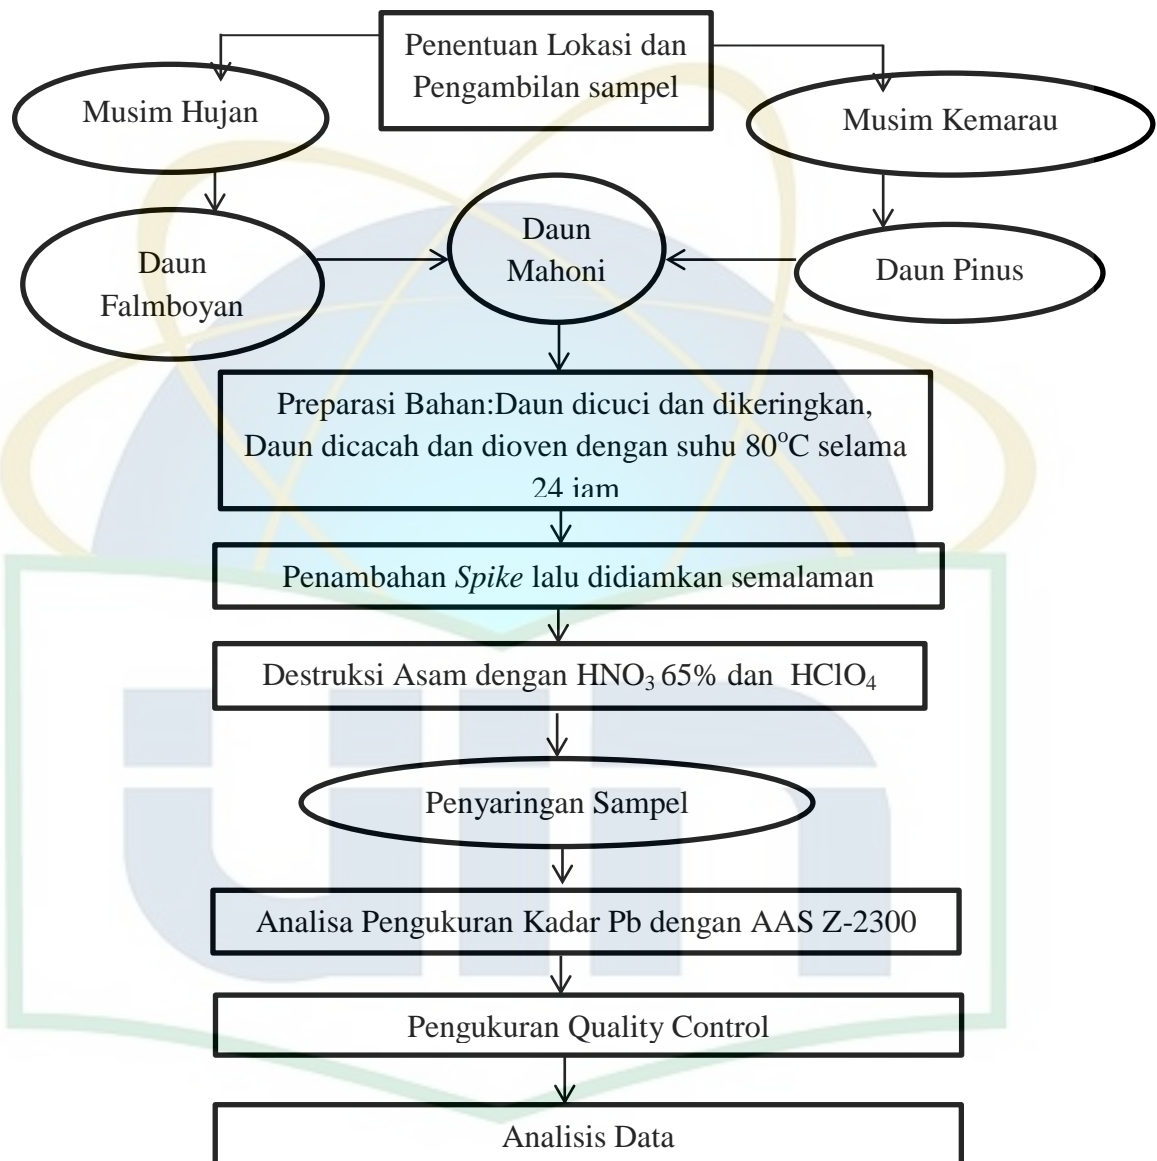 Penentuan Lokasi dan
Pengambilan sampel
Musim Hujan
Musim Kemarau
Daun
Falmboyan
Daun
Mahoni
Daun Pinus
Preparasi Bahan:Daun dicuci dan dikeringkan,
Daun dicacah dan dioven dengan suhu 80°C selama
24 jam
Penambahan Spike lalu didiamkan semalaman
Destruksi Asam dengan HNO₃ 65% dan HClO₄
Penyaringan Sampel
Analisa Pengukuran Kadar Pb dengan AAS Z-2300
Pengukuran Quality Control
Analisis Data